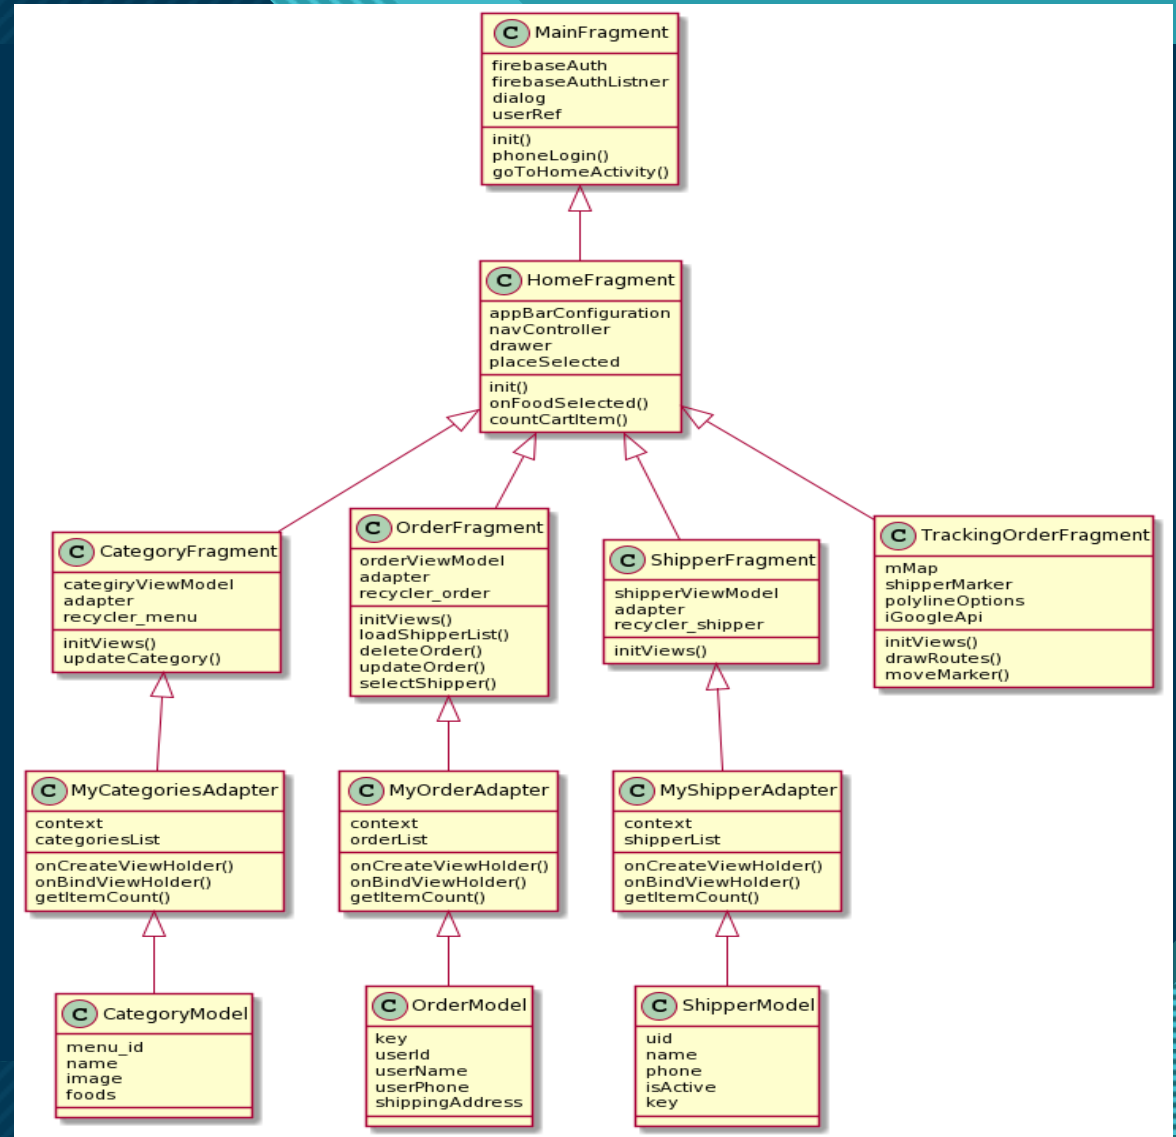 C MainFragment
firebaseAuth
firebaseAuthListner
dialog
userRef
init()
phoneLogin()
goToHomeActivity()
C HomeFragment
appBarConfiguration
navController
drawer
placeSelected
init()
onFoodSelected()
countCartItem()
C CategoryFragment
categiryViewModel
adapter
recycler_menu
initViews()
updateCategory()
C OrderFragment
orderViewModel
adapter
recycler_order
initViews()
loadShipperList()
deleteOrder()
updateOrder()
selectShipper()
C ShipperFragment
shipperViewModel
adapter
recycler_shipper
initViews()
C TrackingOrderFragment
mMap
shipperMarker
polylineOptions
iGoogleApi
initViews()
drawRoutes()
moveMarker()
C MyCategoriesAdapter
context
categoriesList
onCreateViewHolder()
onBindViewHolder()
getItemCount()
C MyOrderAdapter
context
orderList
onCreateViewHolder()
onBindViewHolder()
getItemCount()
C MyShipperAdapter
context
shipperList
onCreateViewHolder()
onBindViewHolder()
getItemCount()
C CategoryModel
menu_id
name
image
foods
C OrderModel
key
userId
userName
userPhone
shippingAddress
C ShipperModel
uid
name
phone
isActive
key